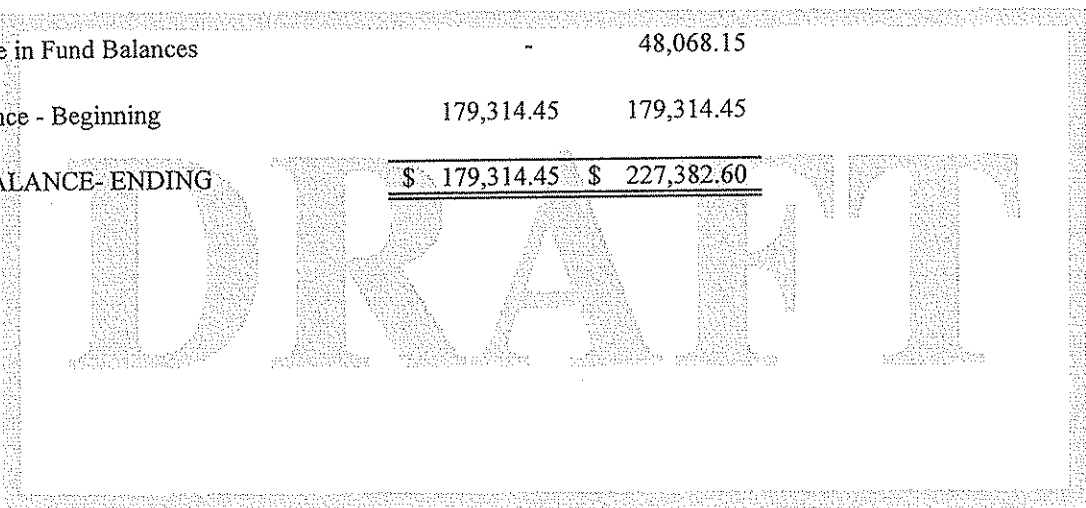 e in Fund Balances - 48,068.15
nce - Beginning 179,314.45 179,314.45
ALANCE- ENDING $ 179,314.45 $ 227,382.60
DRAFT